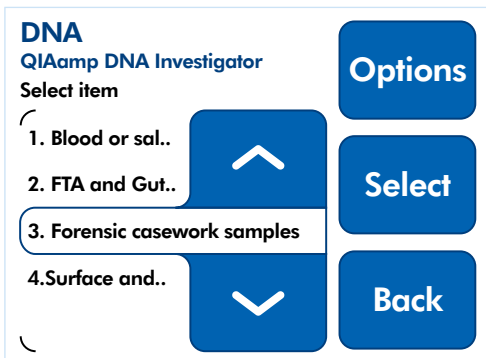 DNA
QIAamp DNA Investigator
Select item
1. Blood or sal..
2. FTA and Gut..
3. Forensic casework samples
4.Surface and..
Options
Select
Back